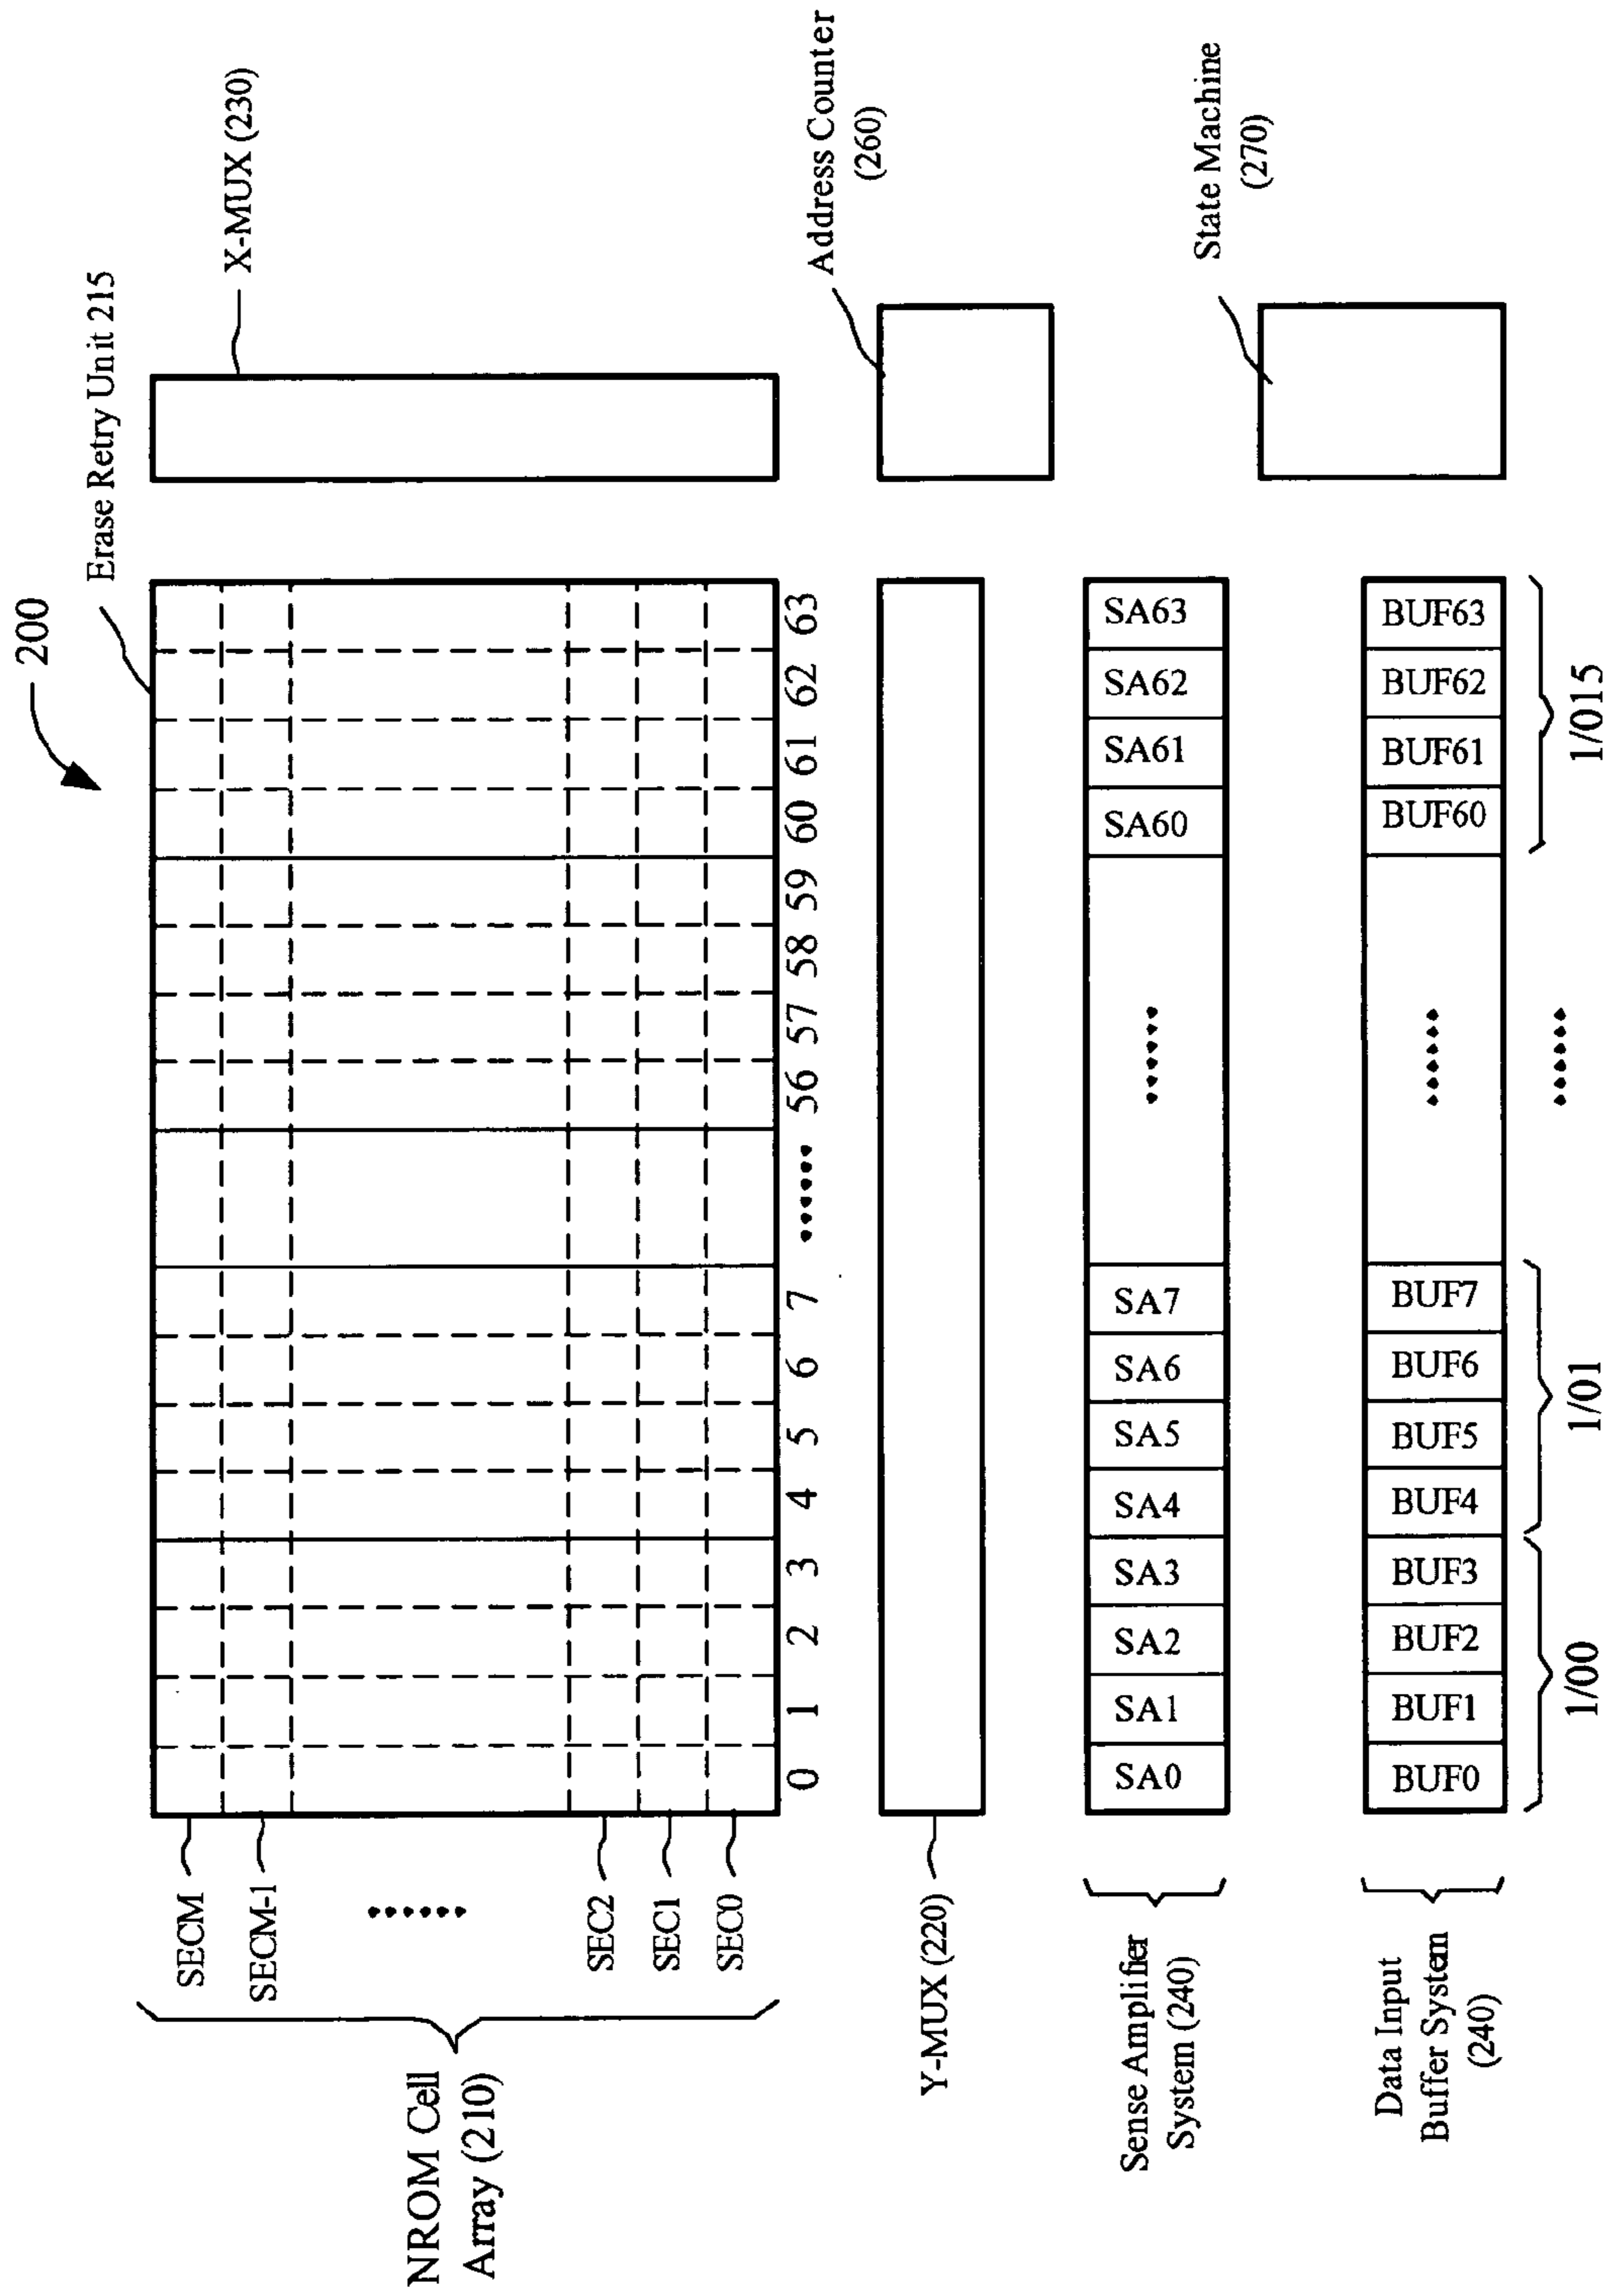 200
Erase Retry Unit 215
X-MUX (230)
SECM
SECM-1
......
SEC2
SEC1
SEC0
NROM Cell
Array (210)
0 1 2 3 4 5 6 7 ...... 56 57 58 59 60 61 62 63
Y-MUX (220)
Address Counter
(260)
Sense Amplifier
System (240)
SA0 SA1 SA2 SA3 SA4 SA5 SA6 SA7 ...... SA60 SA61 SA62 SA63
State Machine
(270)
Data Input
Buffer System
(240)
BUF0 BUF1 BUF2 BUF3 BUF4 BUF5 BUF6 BUF7 ...... BUF60 BUF61 BUF62 BUF63
1/00 1/01 ...... 1/015